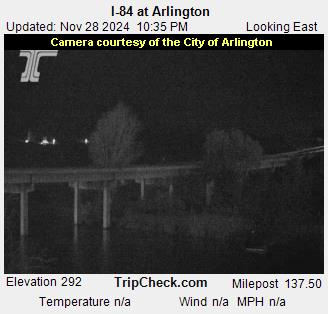 I-84 at Arlington
Updated: Nov 28 2024 10:35 PM Looking East
Camera courtesy of the City of Arlington
Elevation 292 TripCheck.com Milepost 137.50
Temperature n/a Wind n/a MPH n/a